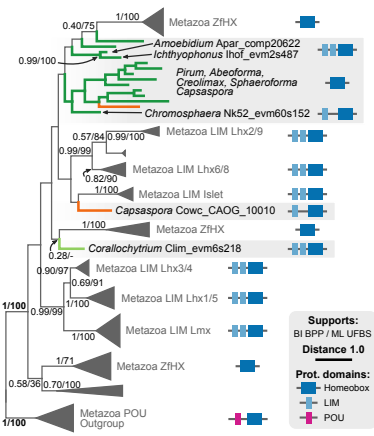 1/100
Metazoa ZfHX
0.40/75
Amoebidium Apar_comp20622
0.99/100
Ichthyophonus Ihof_evm2s487
Pirum, Abeoforma,
Creolimax, Sphaeroforma
Capsaspora
Chromosphaera Nk52_evm60s152
0.57/84
0.99/100
Metazoa LIM Lhx2/9
0.99/99
Metazoa LIM Lhx6/8
0.82/90
1/100
Metazoa LIM Islet
Capsaspora Cowc_CAOG_10010
1/100
Metazoa ZfHX
Corallochytrium Clim_evm6s218
0.28/-
0.90/97
Metazoa LIM Lhx3/4
0.69/91
Metazoa LIM Lhx1/5
1/100
1/100
0.99/99
Metazoa LIM Lmx
1/100
1/71
Metazoa ZfHX
0.58/36
0.70/100
Metazoa POU
Outgroup
1/100
Supports:
BI BPP / ML UFBS
Distance 1.0
Prot. domains:
Homeobox
LIM
POU